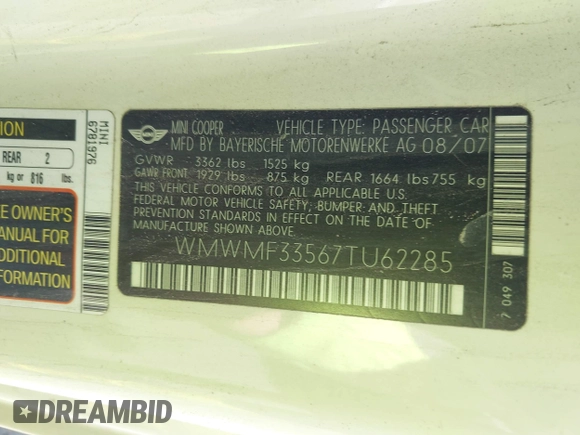 ION
REAR 2
kg or 816 lbs.
E OWNER'S
MANUAL FOR
DDITIONAL
FORMATION
MINI
6781976
MINI
MINI COOPER
VEHICLE TYPE: PASSENGER CAR
MFD BY BAYERISCHE MOTORENWERKE AG 08/07
GVWR 3362 lbs 1525 kg
GAWR FRONT 1929 lbs 875 kg REAR 1664 lbs755 kg
THIS VEHICLE CONFORMS TO ALL APPLICABLE U.S.
FEDERAL MOTOR VEHICLE SAFETY, BUMPER AND THEFT
PREVENTION STANDARDS IN EFFECT ON THE DATE OF
MANUFACTURE SHOWN ABOVE.
WMWMF33567TU62285
7 049 307
DREAMBID